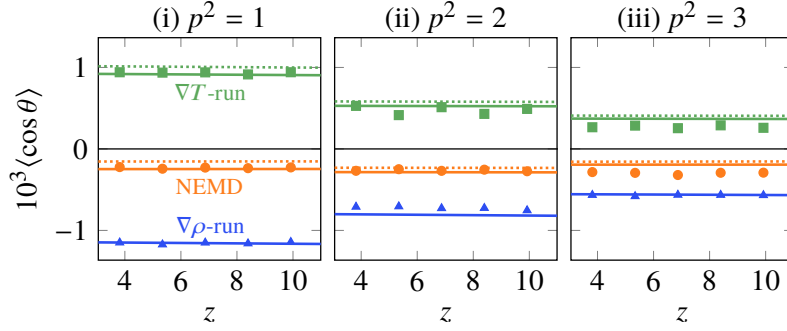 (i) p² = 1
(ii) p² = 2
(iii) p² = 3
10³⟨cos θ⟩
1
0
−1
∇T-run
NEMD
∇ρ-run
4 6 8 10
4 6 8 10
4 6 8 10
z
z
z